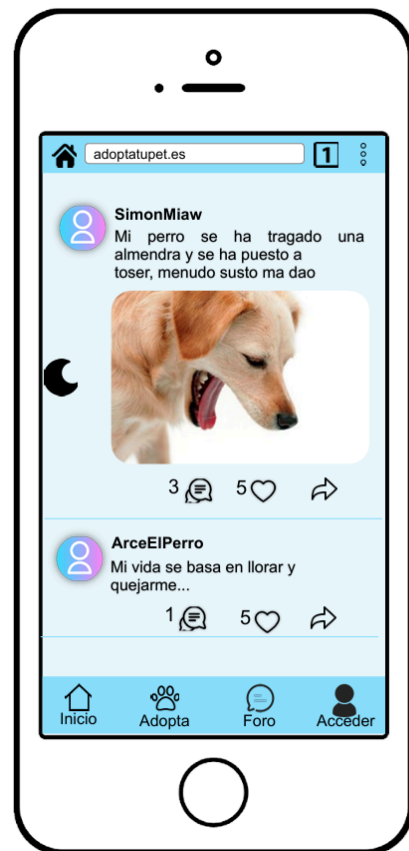 adoptatupet.es
1
SimonMiaw
Mi perro se ha tragado una
almendra y se ha puesto a
toser, menudo susto ma dao
3 5
ArceElPerro
Mi vida se basa en llorar y
quejarme...
1 5
Inicio Adopta Foro Acceder